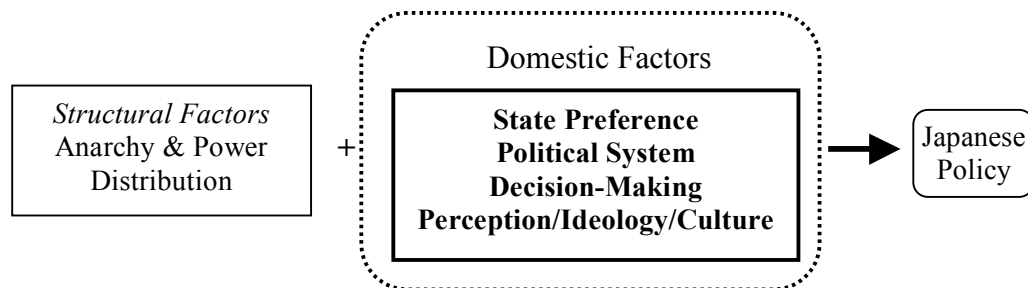 Domestic Factors
Structural Factors
Anarchy & Power
Distribution
+
State Preference
Political System
Decision-Making
Perception/Ideology/Culture
Japanese
Policy